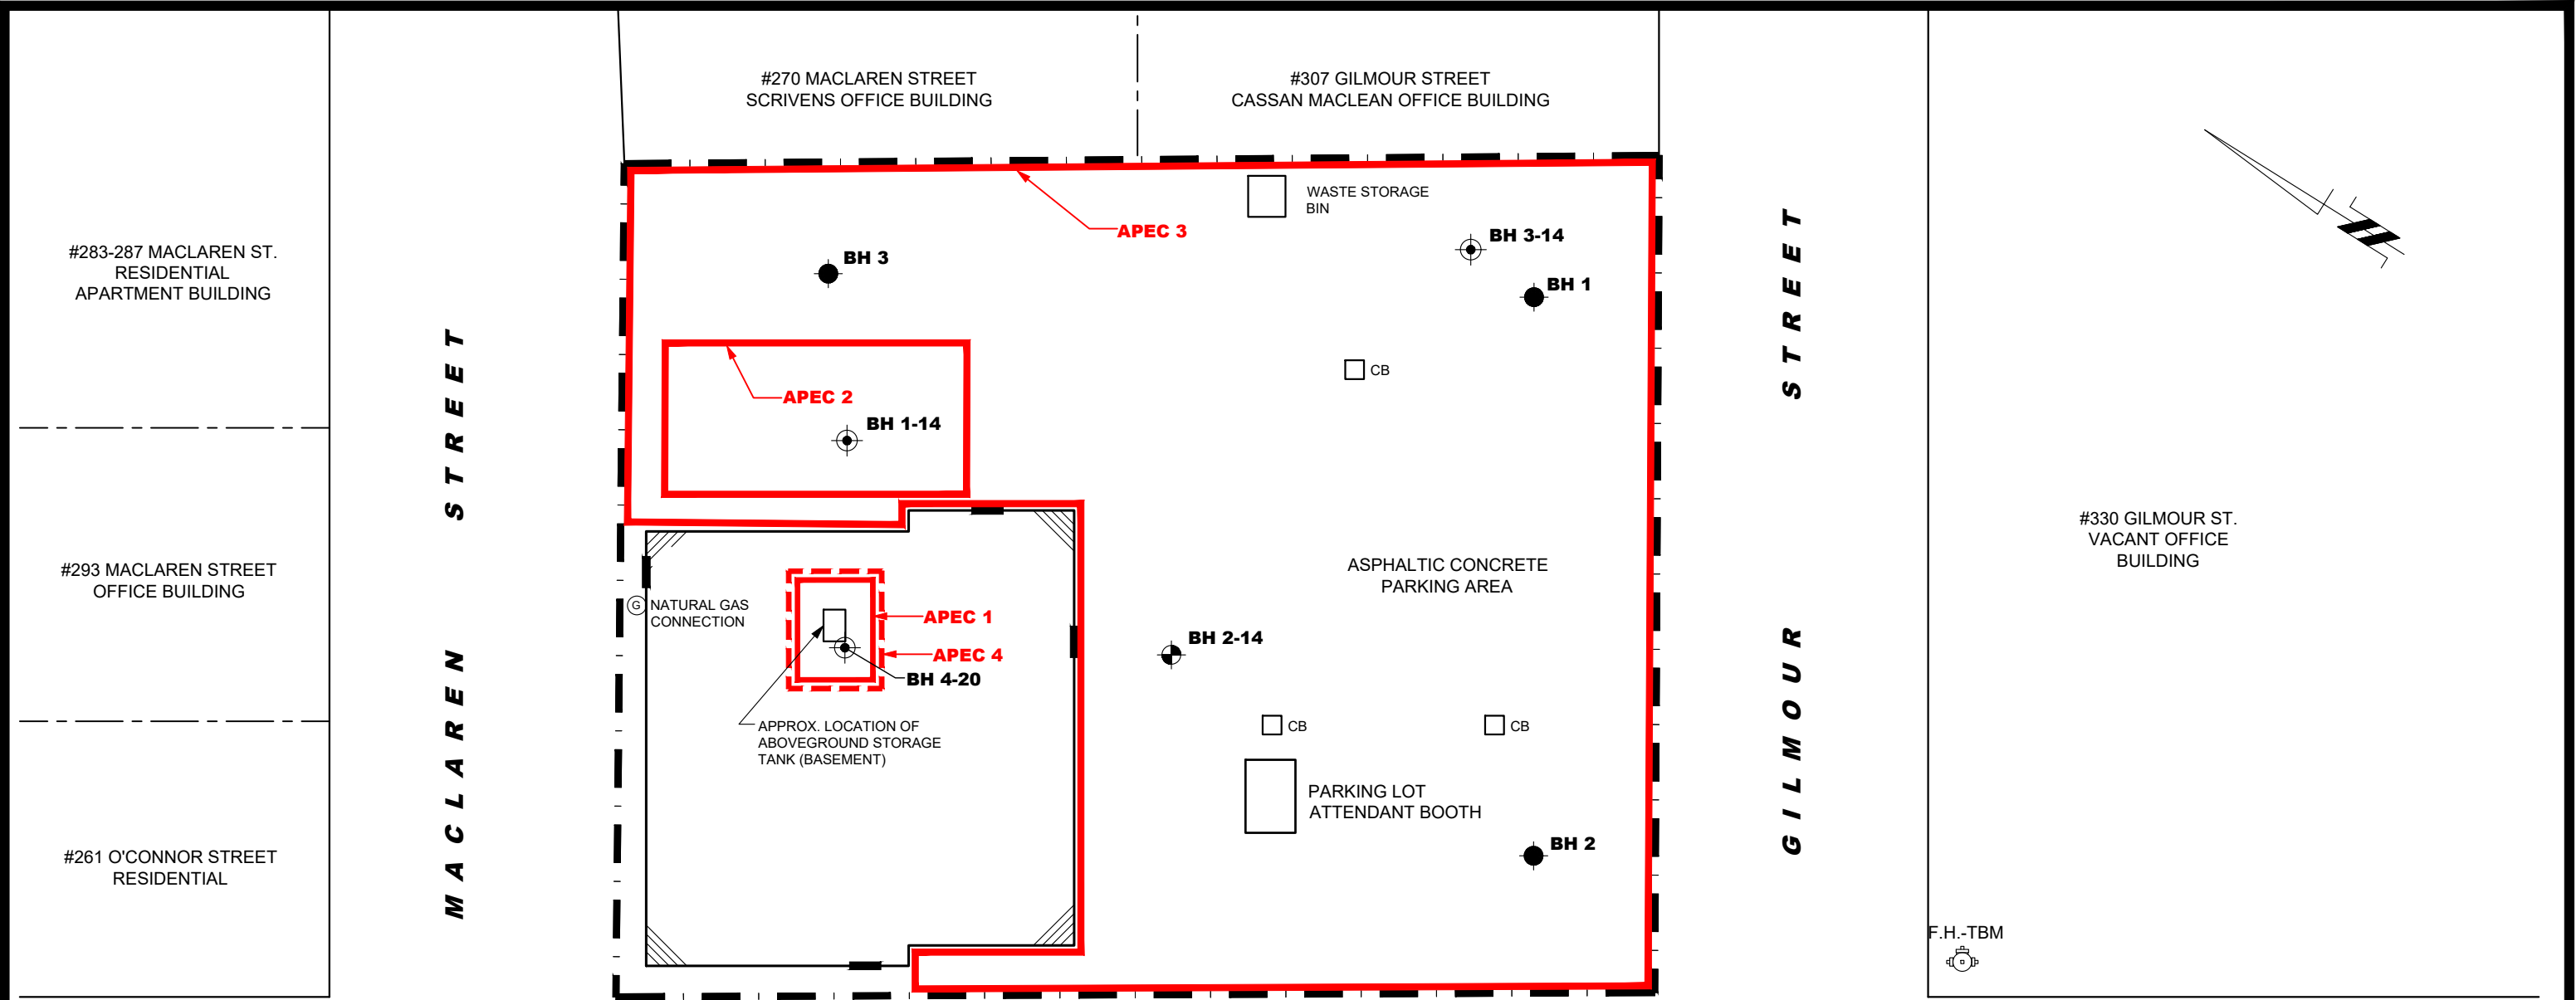 #270 MACLAREN STREET
SCRIVENS OFFICE BUILDING
#307 GILMOUR STREET
CASSAN MACLEAN OFFICE BUILDING
#283-287 MACLAREN ST.
RESIDENTIAL
APARTMENT BUILDING
#293 MACLAREN STREET
OFFICE BUILDING
#261 O'CONNOR STREET
RESIDENTIAL
MACLAREN STREET
WASTE STORAGE
BIN
APEC 3
BH 3
BH 3-14
BH 1
CB
APEC 2
BH 1-14
G
NATURAL GAS
CONNECTION
APEC 1
APEC 4
BH 4-20
APPROX. LOCATION OF
ABOVEGROUND STORAGE
TANK (BASEMENT)
ASPHALTIC CONCRETE
PARKING AREA
BH 2-14
CB
CB
PARKING LOT
ATTENDANT BOOTH
BH 2
GILMOUR STREET
#330 GILMOUR ST.
VACANT OFFICE
BUILDING
F.H.-TBM